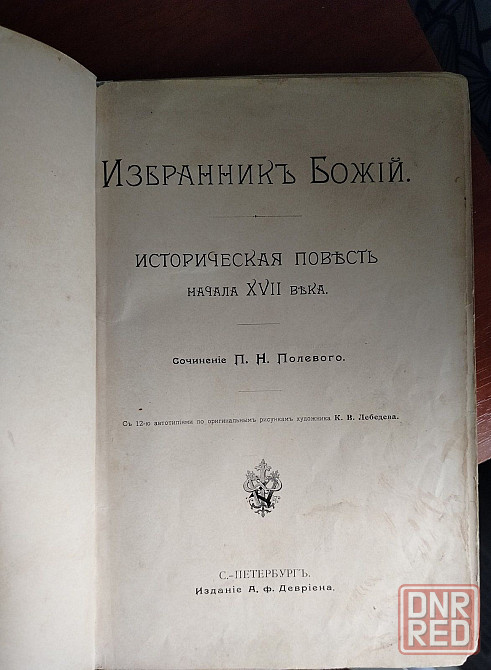 Избранникъ Божій.
ИСТОРИЧЕСКАЯ ПОВѢСТЬ
НАЧАЛА XVII ВѢКА.
Сочиненіе П. Н. Полевого.
Съ 12-ю автотипіями по оригинальнымъ рисункамъ художника К. В. Лебедева.
С.-ПЕТЕРБУРГЪ.
Изданіе А. Ф. Девріена.
DNR
RED